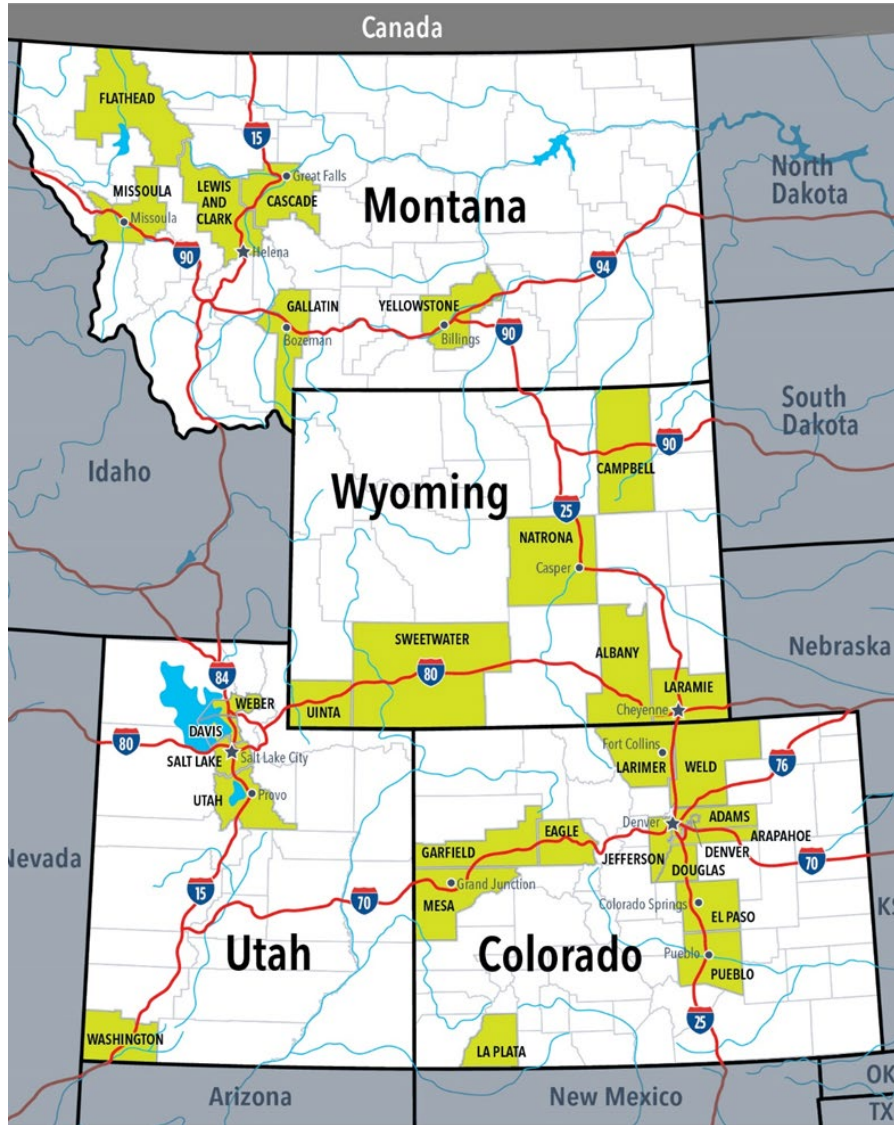 Canada
FLATHEAD
15
North
Dakota
Great Falls
MISSOULA
LEWIS
AND
CLARK
CASCADE
Montana
Missoula
90
Helena
94
GALLATIN
YELLOWSTONE
Bozeman
Billings
90
South
Dakota
Idaho
90
CAMPBELL
Wyoming
25
NATRONA
Casper
SWEETWATER
ALBANY
Nebraska
80
84
LARAMIE
WEBER
UINTA
Cheyenne
DAVIS
80
SALT LAKE
Salt Lake City
Fort Collins
LARIMER
WELD
76
UTAH
Provo
Denver
ADAMS
EAGLE
ARAPAHOE
Nevada
GARFIELD
JEFFERSON
DENVER
70
DOUGLAS
15
70
Grand Junction
MESA
Colorado Springs
EL PASO
KS
Utah
Colorado
Pueblo
PUEBLO
25
WASHINGTON
LA PLATA
Arizona
New Mexico
OK
TX